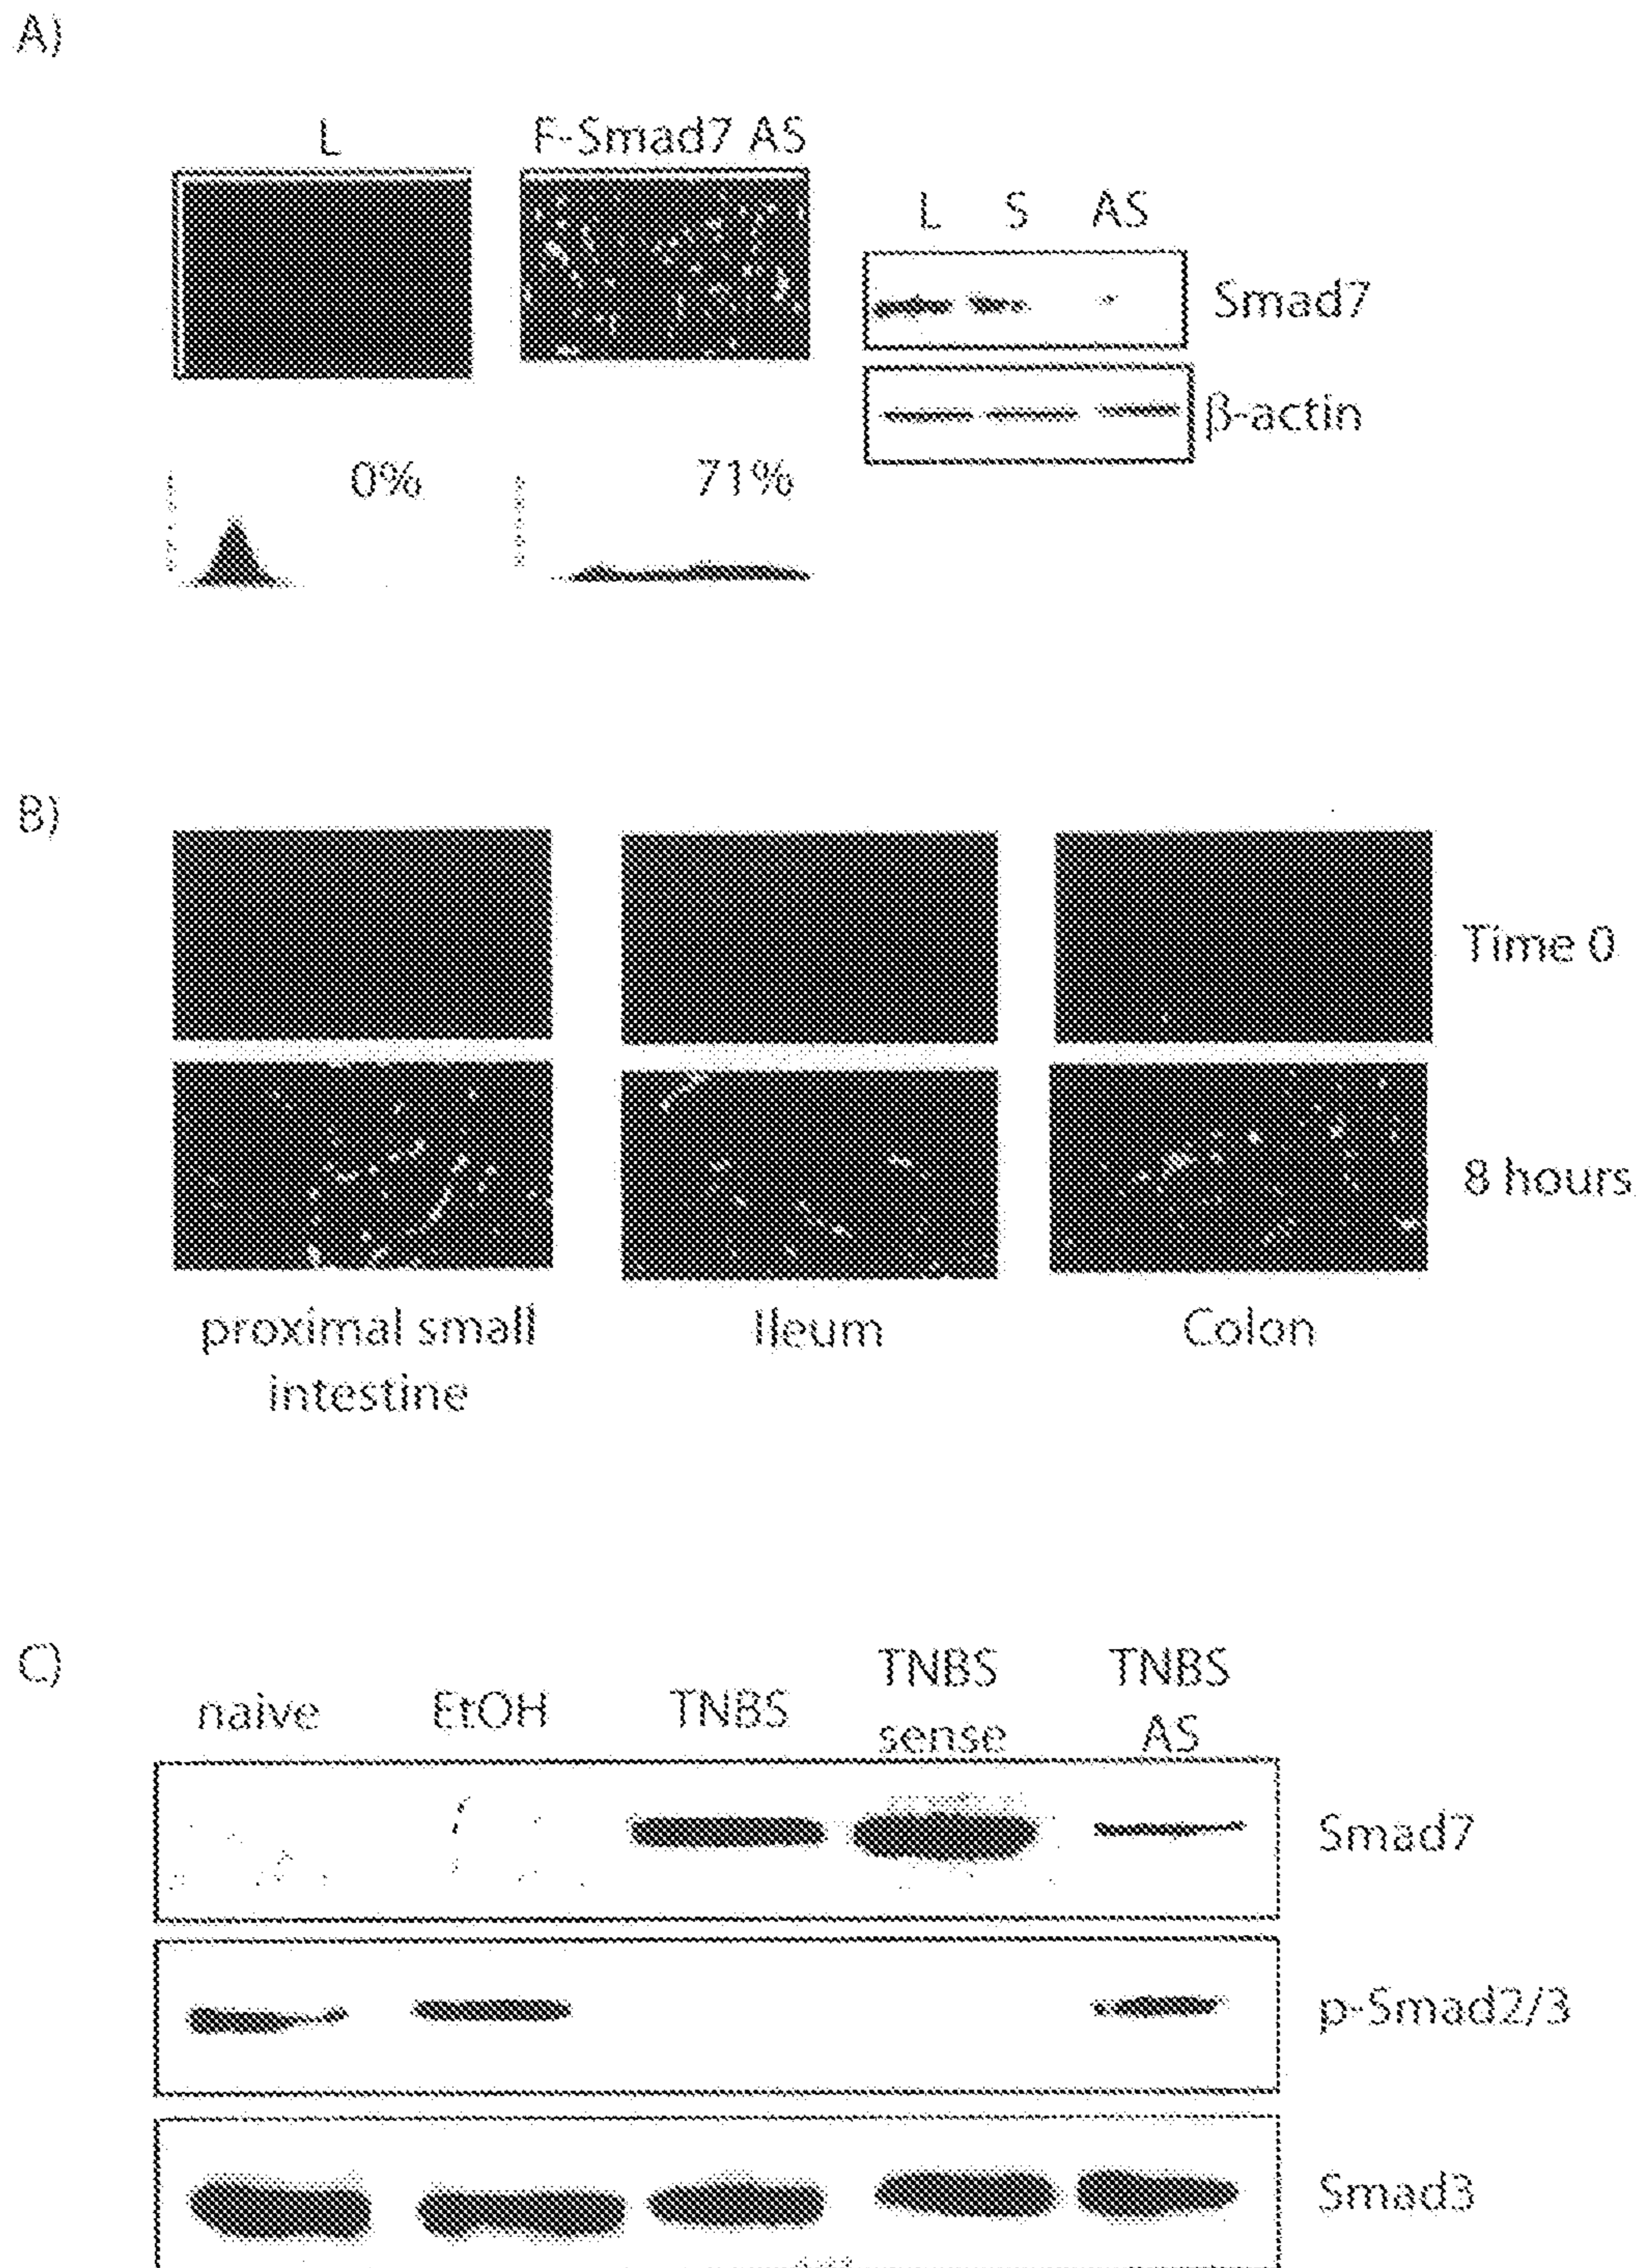 A)
L
F-Smad7 AS
L S AS
Smad7
β-actin
0%
71%
B)
Time 0
8 hours
proximal small
intestine
Ileum
Colon
C)
naive
EtOH
TNBS
TNBS
sense
TNBS
AS
Smad7
p-Smad2/3
Smad3